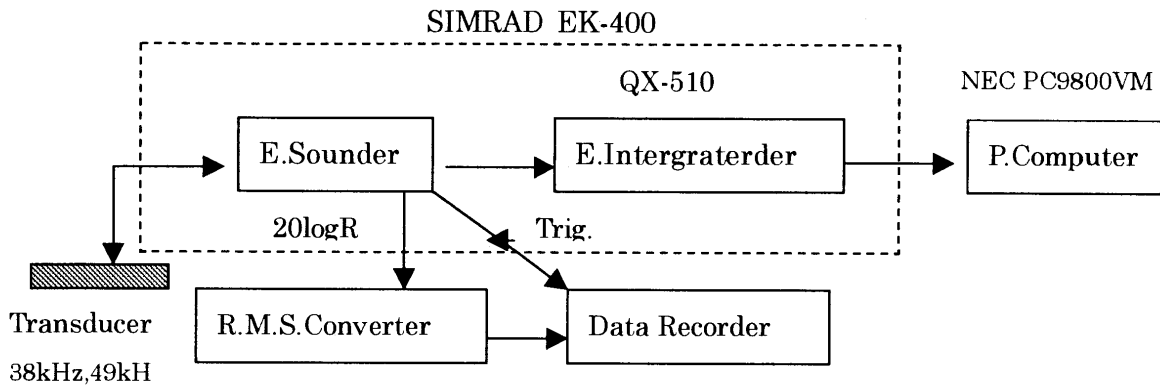 SIMRAD EK-400
QX-510
NEC PC9800VM
E.Sounder
E.Intergraterder
P.Computer
20logR
Trig.
Transducer
R.M.S.Converter
Data Recorder
38kHz,49kH